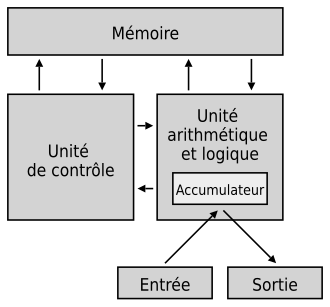 Mémoire
Unité
de contrôle
Unité
arithmétique
et logique
Accumulateur
Entrée
Sortie